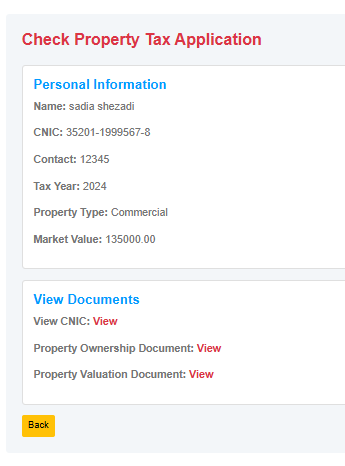 Check Property Tax Application
Personal Information
Name: sadia shezadi
CNIC: 35201-1999567-8
Contact: 12345
Tax Year: 2024
Property Type: Commercial
Market Value: 135000.00
View Documents
View CNIC: View
Property Ownership Document: View
Property Valuation Document: View
Back